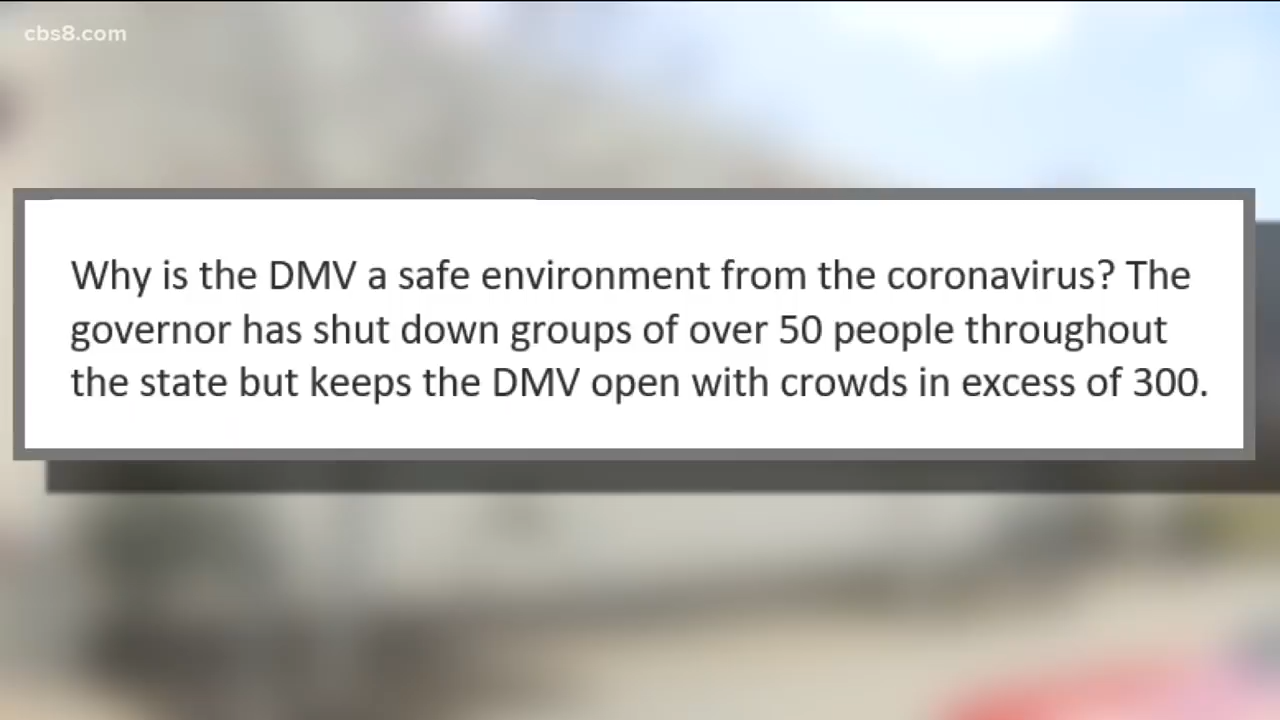 cbs8.com
Why is the DMV a safe environment from the coronavirus? The
governor has shut down groups of over 50 people throughout
the state but keeps the DMV open with crowds in excess of 300.